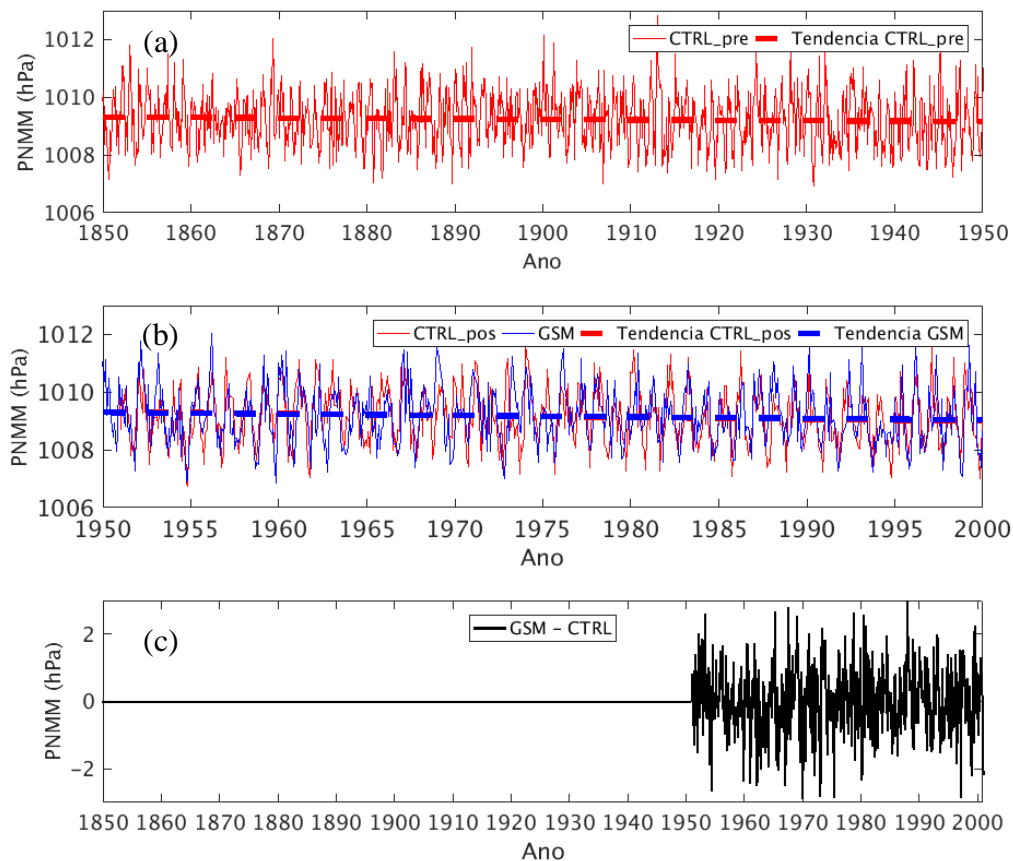 (a)
CTRL_pre Tendencia CTRL_pre
PNMM (hPa)
1012
1010
1008
1006
1850 1860 1870 1880 1890 1900 1910 1920 1930 1940 1950
Ano
(b)
CTRL_pos GSM Tendencia CTRL_pos Tendencia GSM
PNMM (hPa)
1012
1010
1008
1006
1950 1955 1960 1965 1970 1975 1980 1985 1990 1995 2000
Ano
(c)
GSM - CTRL
PNMM (hPa)
2
0
-2
1850 1860 1870 1880 1890 1900 1910 1920 1930 1940 1950 1960 1970 1980 1990 2000
Ano